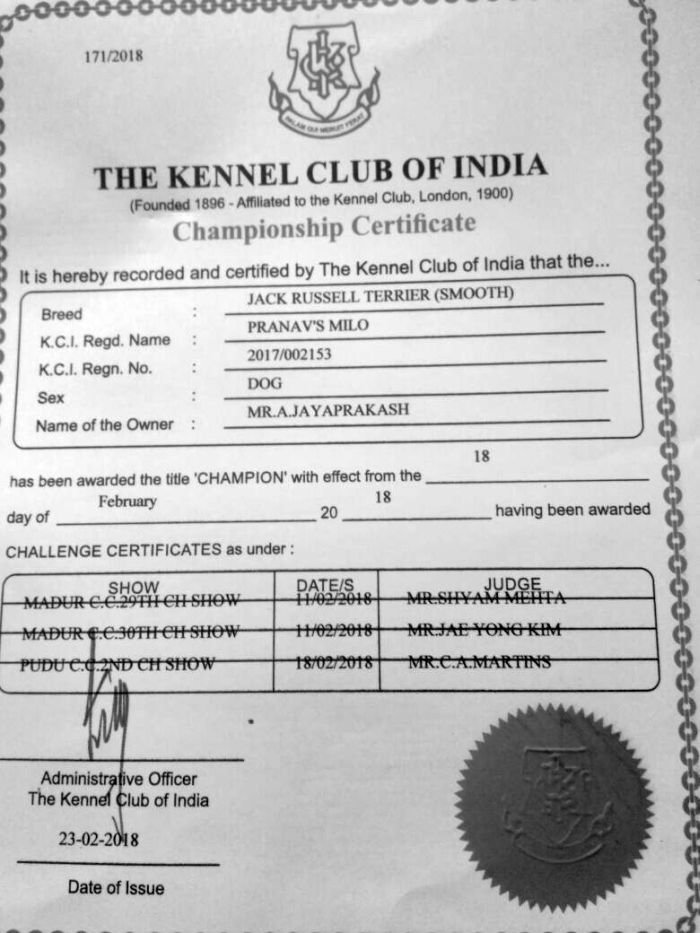 171/2018
THE KENNEL CLUB OF INDIA
(Founded 1896 - Affiliated to the Kennel Club, London, 1900)
Championship Certificate
It is hereby recorded and certified by The Kennel Club of India that the...
Breed : JACK RUSSELL TERRIER (SMOOTH)
K.C.I. Regd. Name : PRANAV'S MILO
K.C.I. Regn. No. : 2017/002153
Sex : DOG
Name of the Owner : MR.A.JAYAPRAKASH
has been awarded the title 'CHAMPION' with effect from the 18
day of February 20 18 having been awarded
CHALLENGE CERTIFICATES as under :
SHOW DATE/S JUDGE
MADUR C.C.29TH CH SHOW 11/02/2018 MR.SHYAM MEHTA
MADUR C.C.30TH CH SHOW 11/02/2018 MR.JAE YONG KIM
PUDU C.C.2ND CH SHOW 18/02/2018 MR.C.A.MARTINS
Administrative Officer
The Kennel Club of India
23-02-2018
Date of Issue